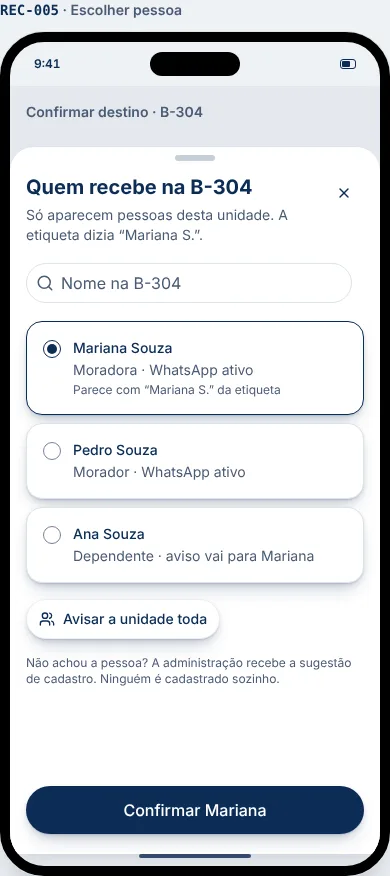 REC-005 · Escolher pessoa
9:41
Confirmar destino · B-304
Quem recebe na B-304
Só aparecem pessoas desta unidade. A
etiqueta dizia “Mariana S.”.
Nome na B-304
Mariana Souza
Moradora · WhatsApp ativo
Parece com “Mariana S.” da etiqueta
Pedro Souza
Morador · WhatsApp ativo
Ana Souza
Dependente · aviso vai para Mariana
Avisar a unidade toda
Não achou a pessoa? A administração recebe a sugestão
de cadastro. Ninguém é cadastrado sozinho.
Confirmar Mariana